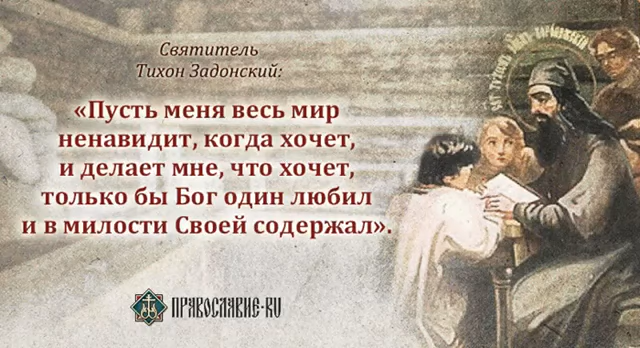 Святитель
Тихон Задонский:
«Пусть меня весь мир
ненавидит, когда хочет,
и делает мне, что хочет,
только бы Бог один любил
и в милости Своей содержал».
ПРАВОСЛАВИЕ·RU